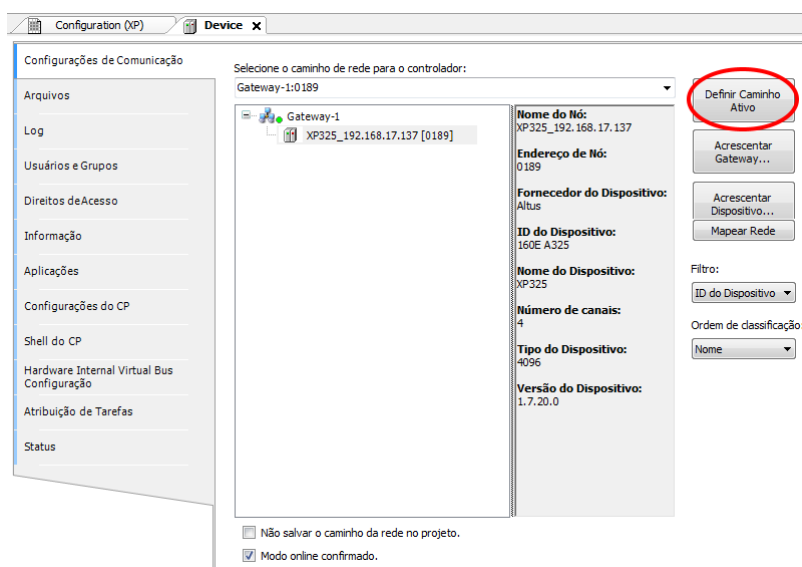 Configuration (XP)
Device x
Configurações de Comunicação
Arquivos
Log
Usuários e Grupos
Direitos deAcesso
Informação
Aplicações
Configurações do CP
Shell do CP
Hardware Internal Virtual Bus
Configuração
Atribuição de Tarefas
Status
Selecione o caminho de rede para o controlador:
Gateway-1:0189
Gateway-1
XP325_192.168.17.137 [0189]
Nome do Nó:
XP325_192.168.17.137
Endereço de Nó:
0189
Fornecedor do Dispositivo:
Altus
ID do Dispositivo:
160E A325
Nome do Dispositivo:
XP325
Número de canais:
4
Tipo do Dispositivo:
4096
Versão do Dispositivo:
1.7.20.0
Definir Caminho
Ativo
Acrescentar
Gateway...
Acrescentar
Dispositivo...
Mapear Rede
Filtro:
ID do Dispositivo
Ordem de classificação:
Nome
Não salvar o caminho da rede no projeto.
Modo online confirmado.